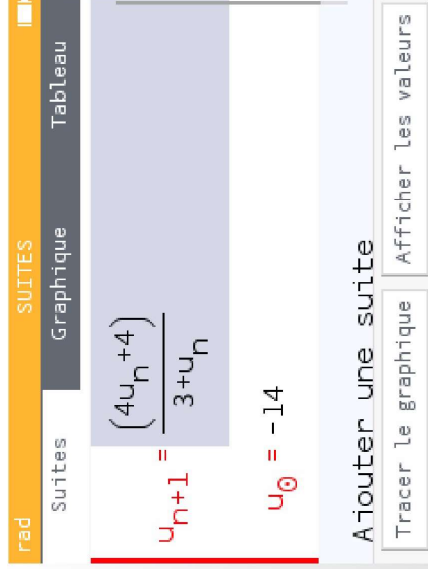 rad SUITES
Suites Graphique Tableau
uₙ₊₁ = (4uₙ+4)/(3+uₙ)
u₀ = -14
Ajouter une suite
Tracer le graphique Afficher les valeurs